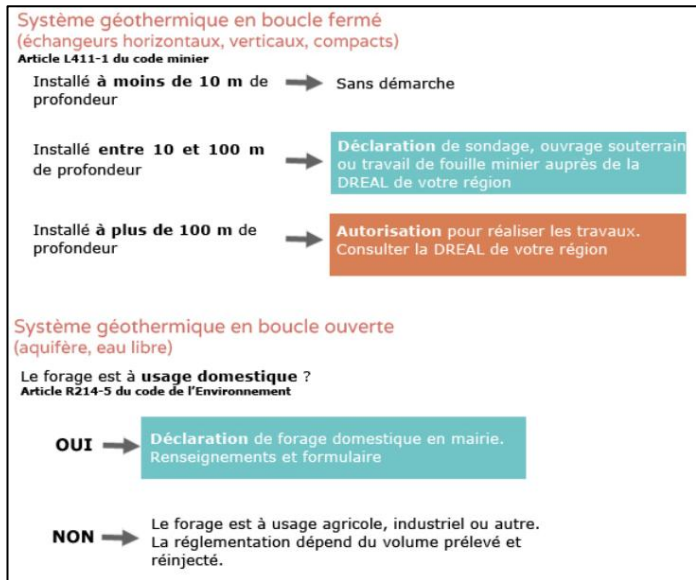 Système géothermique en boucle fermé
(échangeurs horizontaux, verticaux, compacts)
Article L411-1 du code minier
Installé à moins de 10 m de
profondeur
Sans démarche
Installé entre 10 et 100 m
de profondeur
Déclaration de sondage, ouvrage souterrain
ou travail de fouille minier auprès de la
DREAL de votre région
Installé à plus de 100 m de
profondeur
Autorisation pour réaliser les travaux.
Consulter la DREAL de votre région
Système géothermique en boucle ouverte
(aquifère, eau libre)
Le forage est à usage domestique ?
Article R214-5 du code de l'Environnement
OUI
Déclaration de forage domestique en mairie.
Renseignements et formulaire
NON
Le forage est à usage agricole, industriel ou autre.
La réglementation dépend du volume prélevé et
réinjecté.